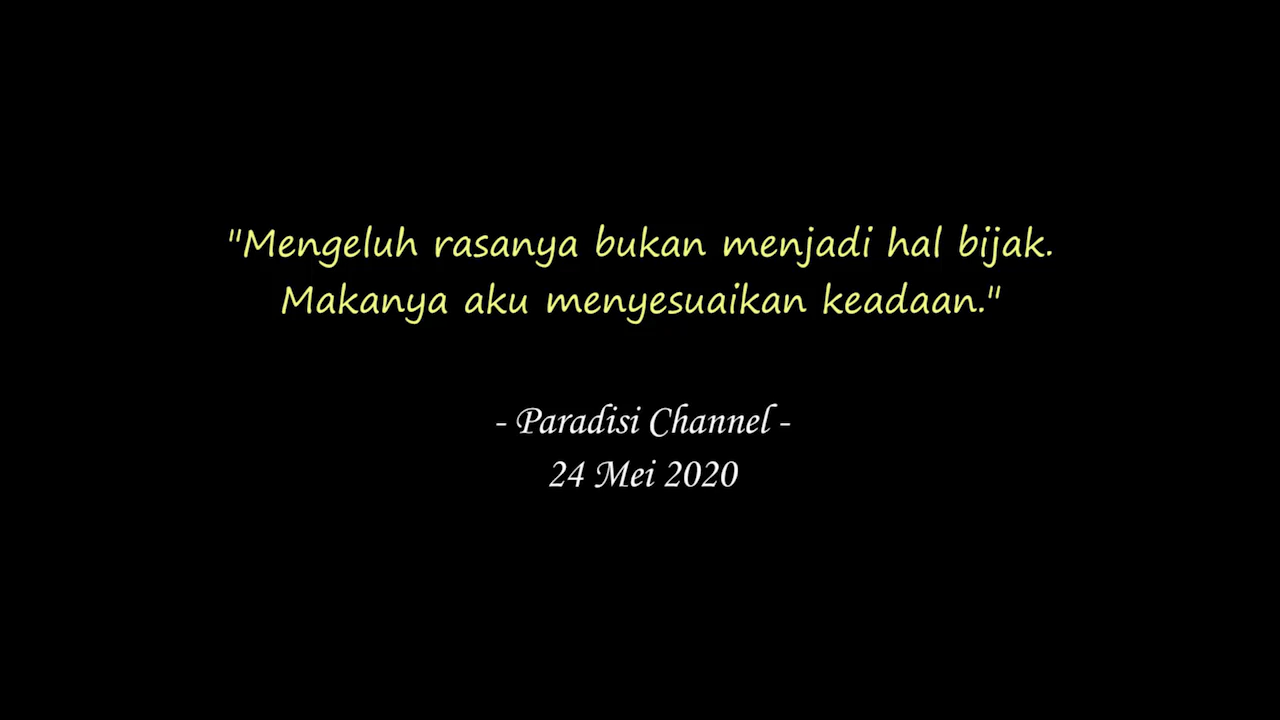 "Mengeluh rasanya bukan menjadi hal bijak.
Makanya aku menyesuaikan keadaan."
- Paradisi Channel -
24 Mei 2020